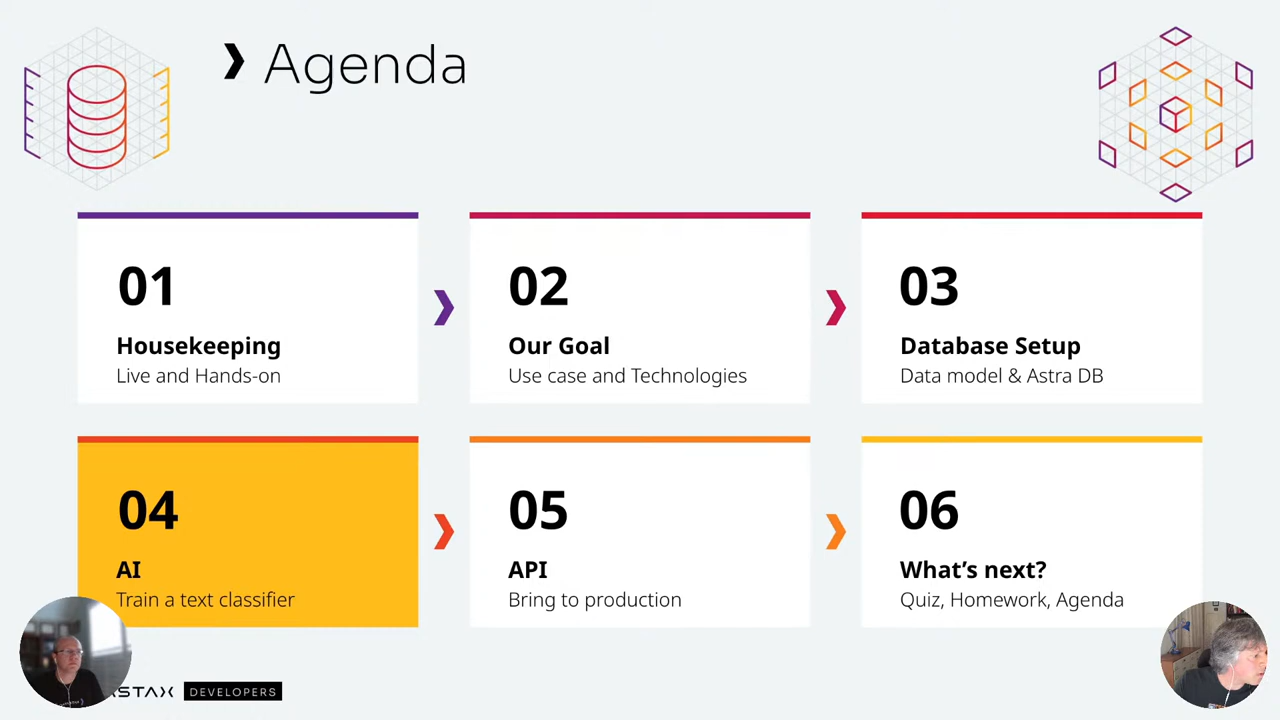 Agenda
01
Housekeeping
Live and Hands-on
02
Our Goal
Use case and Technologies
03
Database Setup
Data model & Astra DB
04
AI
Train a text classifier
05
API
Bring to production
06
What’s next?
Quiz, Homework, Agenda
DEVELOPERS